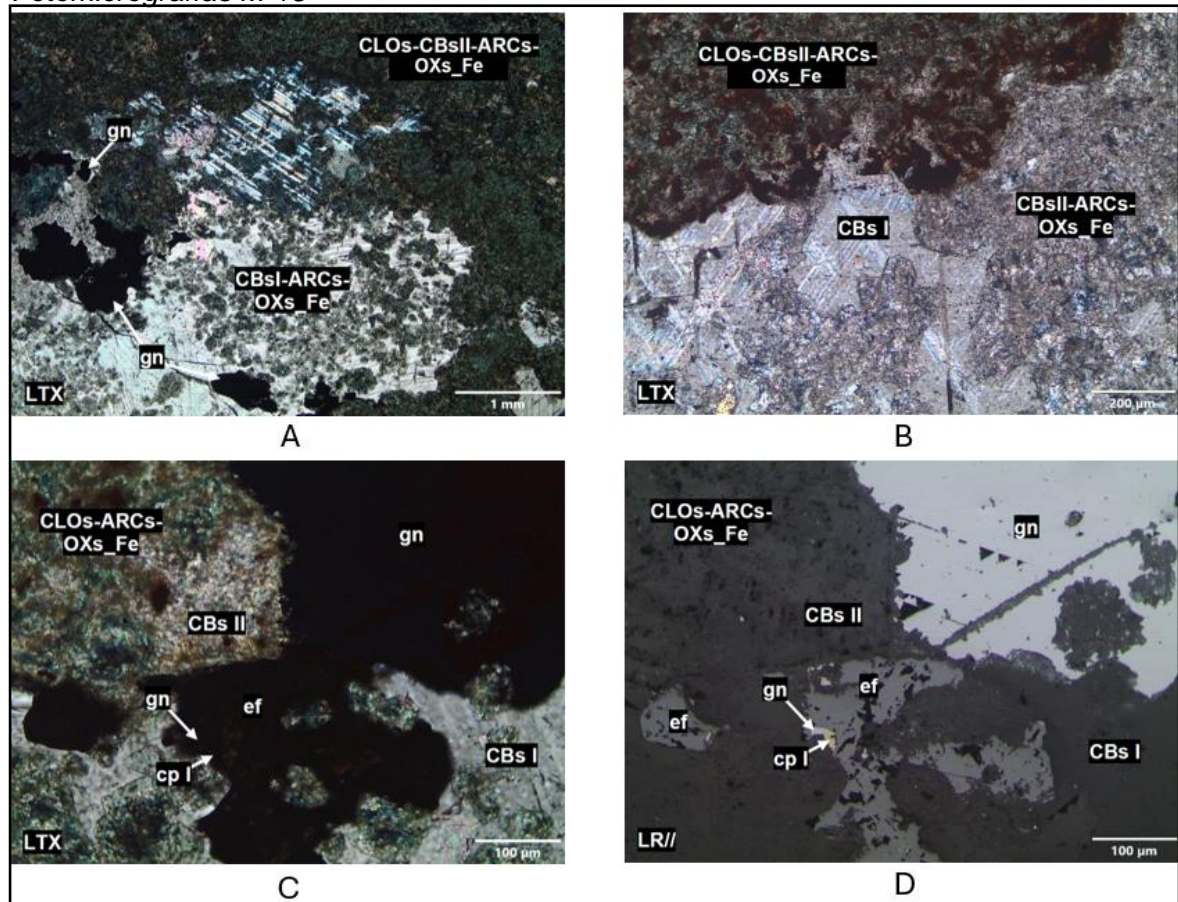 CLOs-CBsII-ARCs-
OXs_Fe
gn
CBsI-ARCs-
OXs_Fe
gn
LTX
1 mm
A
CLOs-CBsII-ARCs-
OXs_Fe
CBsII-ARCs-
OXs_Fe
CBs I
LTX
200 µm
B
CLOs-ARCs-
OXs_Fe
gn
CBs II
gn
ef
CBs I
cp I
LTX
100 µm
C
CLOs-ARCs-
OXs_Fe
gn
CBs II
gn
ef
ef
CBs I
cp I
LR//
100 µm
D